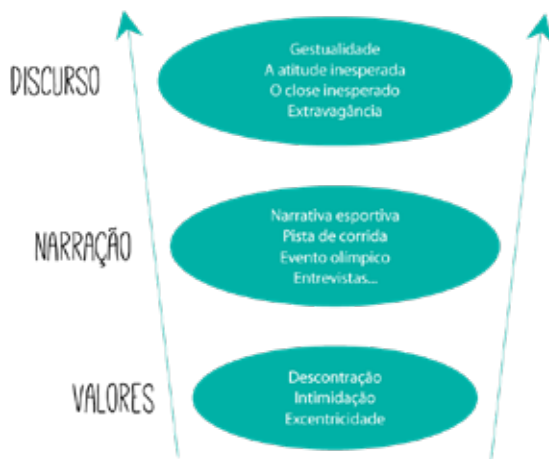 DISCURSO
Gestualidade
A atitude inesperada
O close inesperado
Extravagância
NARRAÇÃO
Narrativa esportiva
Pista de corrida
Evento olímpico
Entrevistas...
VALORES
Descontração
Intimidação
Excentricidade